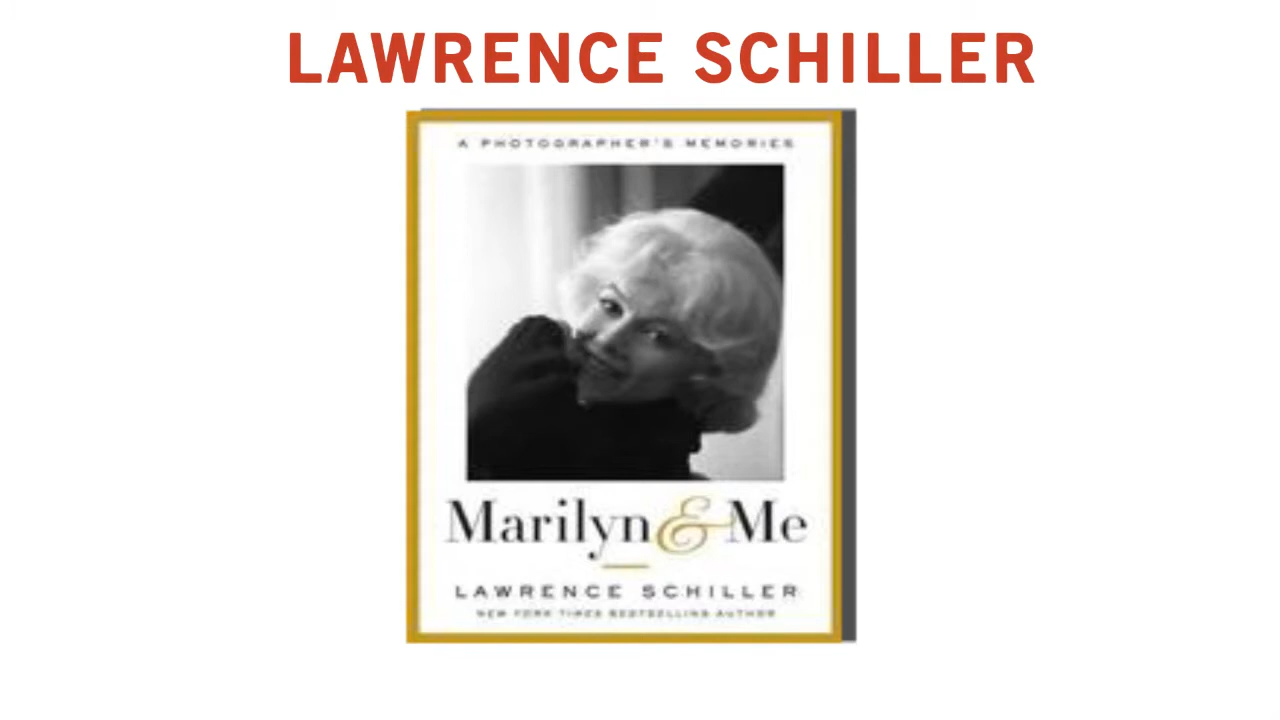 LAWRENCE SCHILLER
A PHOTOGRAPHER'S MEMORIES
Marilyn & Me
LAWRENCE SCHILLER
NEW YORK TIMES BESTSELLING AUTHOR